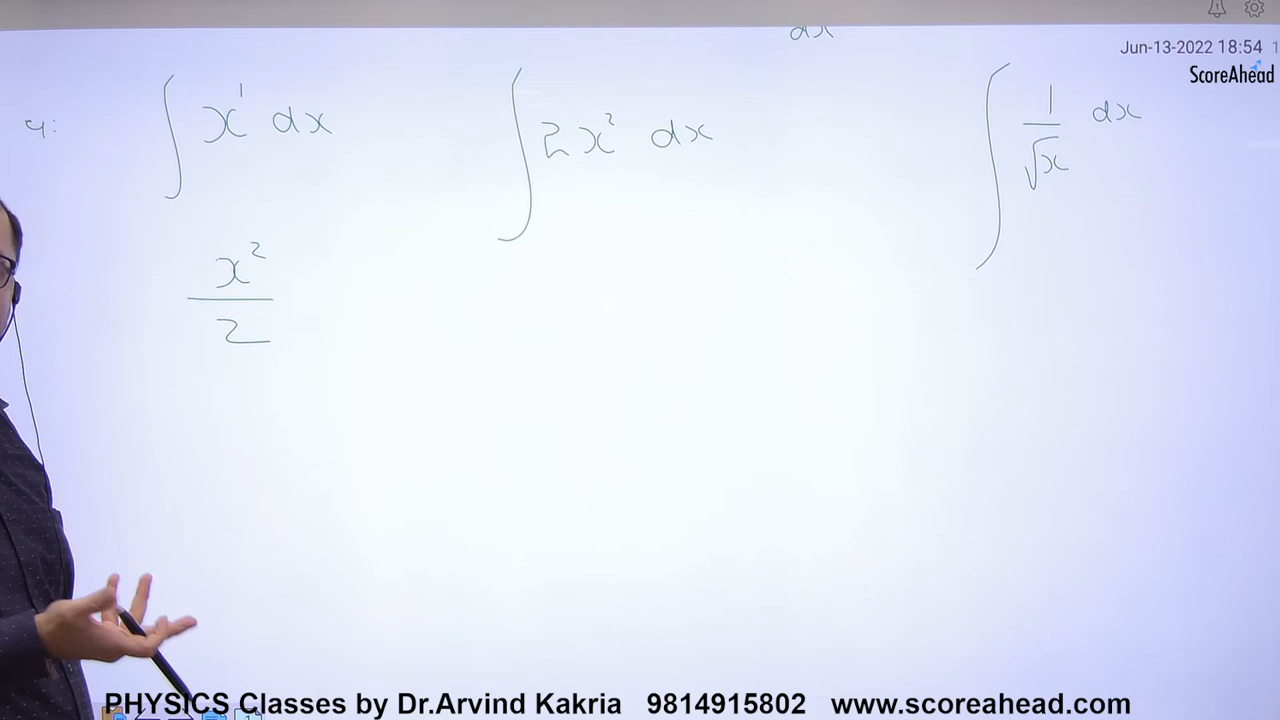 dx
Jun-13-2022 18:54
ScoreAhead
∫ x¹ dx
∫ 2x² dx
∫ 1/√x dx
x²/2
PHYSICS Classes by Dr.Arvind Kakria 9814915802 www.scoreahead.com